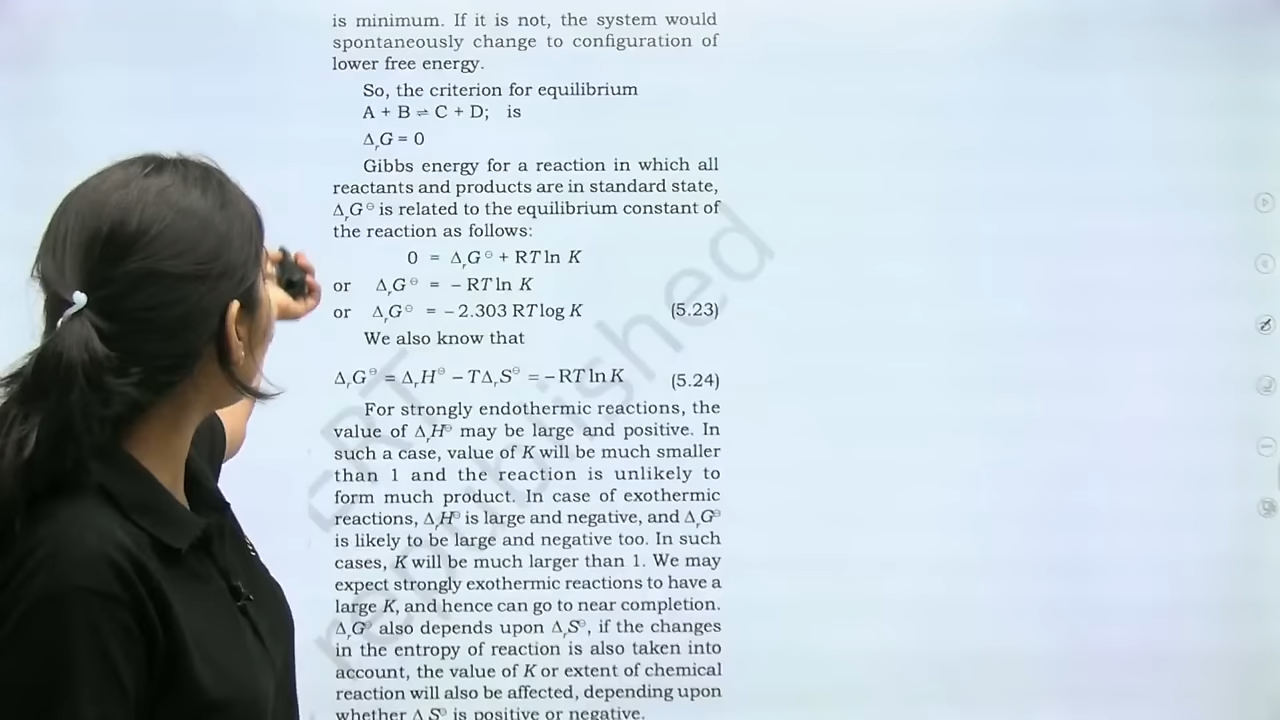 is minimum. If it is not, the system would
spontaneously change to configuration of
lower free energy.
So, the criterion for equilibrium
A + B ⇌ C + D; is
ΔᵣG = 0
Gibbs energy for a reaction in which all
reactants and products are in standard state,
ΔᵣG⊖ is related to the equilibrium constant of
the reaction as follows:
0 = ΔᵣG⊖ + RT ln K
or ΔᵣG⊖ = – RT ln K
or ΔᵣG⊖ = – 2.303 RT log K (5.23)
We also know that
ΔᵣG⊖ = ΔᵣH⊖ – TΔᵣS⊖ = – RT ln K (5.24)
For strongly endothermic reactions, the
value of ΔᵣH⊖ may be large and positive. In
such a case, value of K will be much smaller
than 1 and the reaction is unlikely to
form much product. In case of exothermic
reactions, ΔᵣH⊖ is large and negative, and ΔᵣG⊖
is likely to be large and negative too. In such
cases, K will be much larger than 1. We may
expect strongly exothermic reactions to have a
large K, and hence can go to near completion.
ΔᵣG⊖ also depends upon ΔᵣS⊖, if the changes
in the entropy of reaction is also taken into
account, the value of K or extent of chemical
reaction will also be affected, depending upon
whether ΔᵣS⊖ is positive or negative.
republished